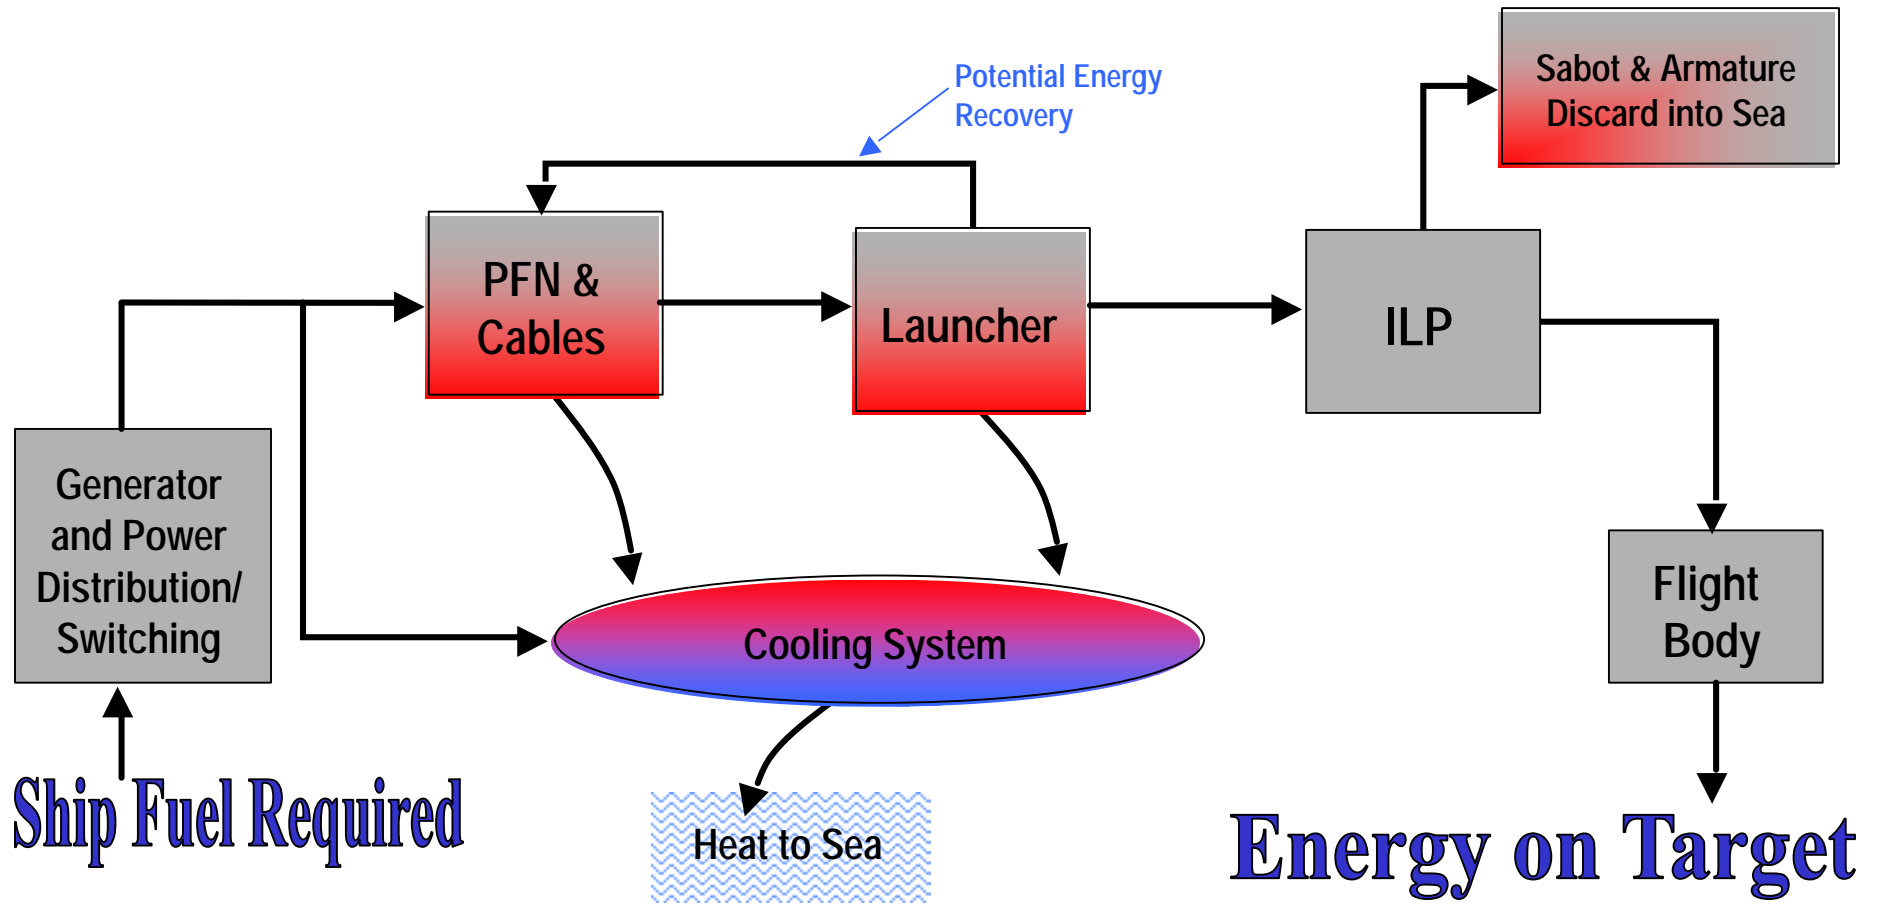 Potential Energy
Recovery
Sabot & Armature
Discard into Sea
PFN &
Cables
Launcher
ILP
Generator
and Power
Distribution/
Switching
Flight
Body
Cooling System
Ship Fuel Required
Heat to Sea
Energy on Target